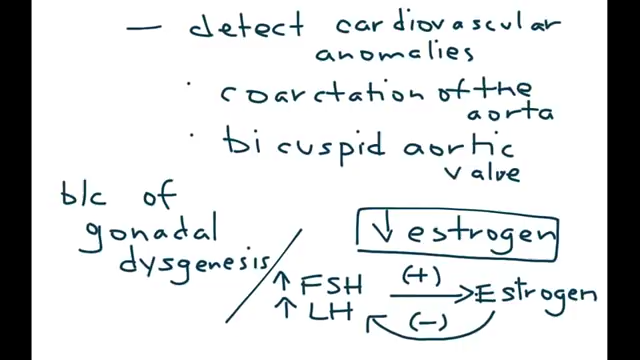 — detect cardiovascular
anomalies
· coarctation of the
aorta
· bicuspid aortic
valve
b/c of
gonadal
dysgenesis
↓ estrogen
↑ FSH (+) Estrogen
↑ LH (-)